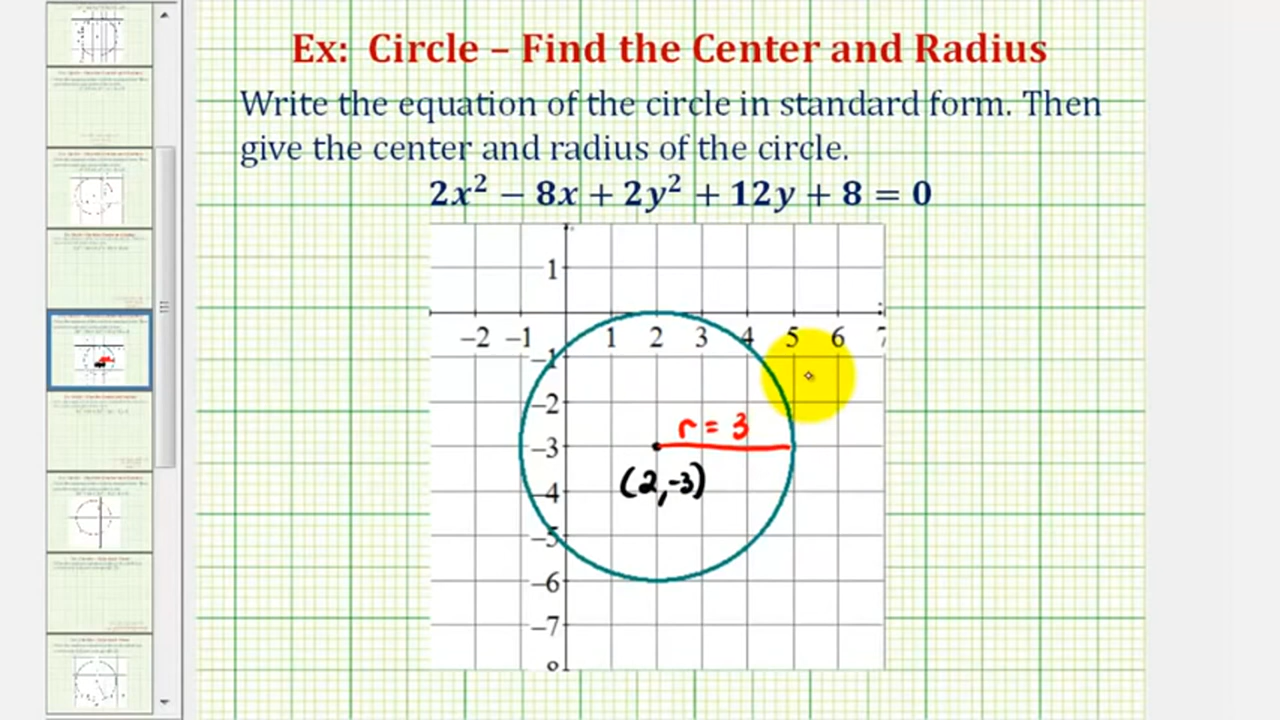 Ex: Circle – Find the Center and Radius
Write the equation of the circle in standard form. Then
give the center and radius of the circle.
2x² − 8x + 2y² + 12y + 8 = 0
1
−2 −1 1 2 3 4 5 6 7
−1
−2
r = 3
−3
(2,-3)
−4
−5
−6
−7